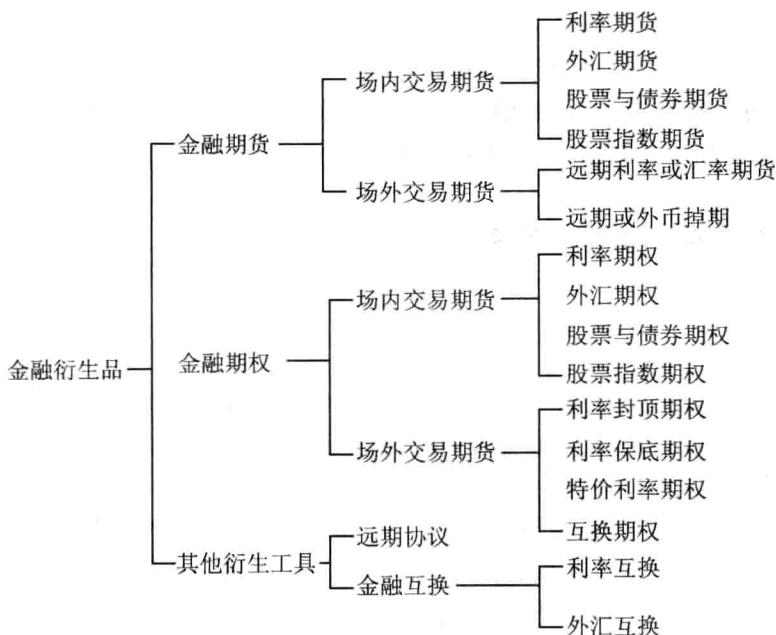 金融衍生品
金融期货
场内交易期货
利率期货
外汇期货
股票与债券期货
股票指数期货
场外交易期货
远期利率或汇率期货
远期或外币掉期
金融期权
场内交易期货
利率期权
外汇期权
股票与债券期权
股票指数期权
场外交易期货
利率封顶期权
利率保底期权
特价利率期权
互换期权
其他衍生工具
远期协议
金融互换
利率互换
外汇互换